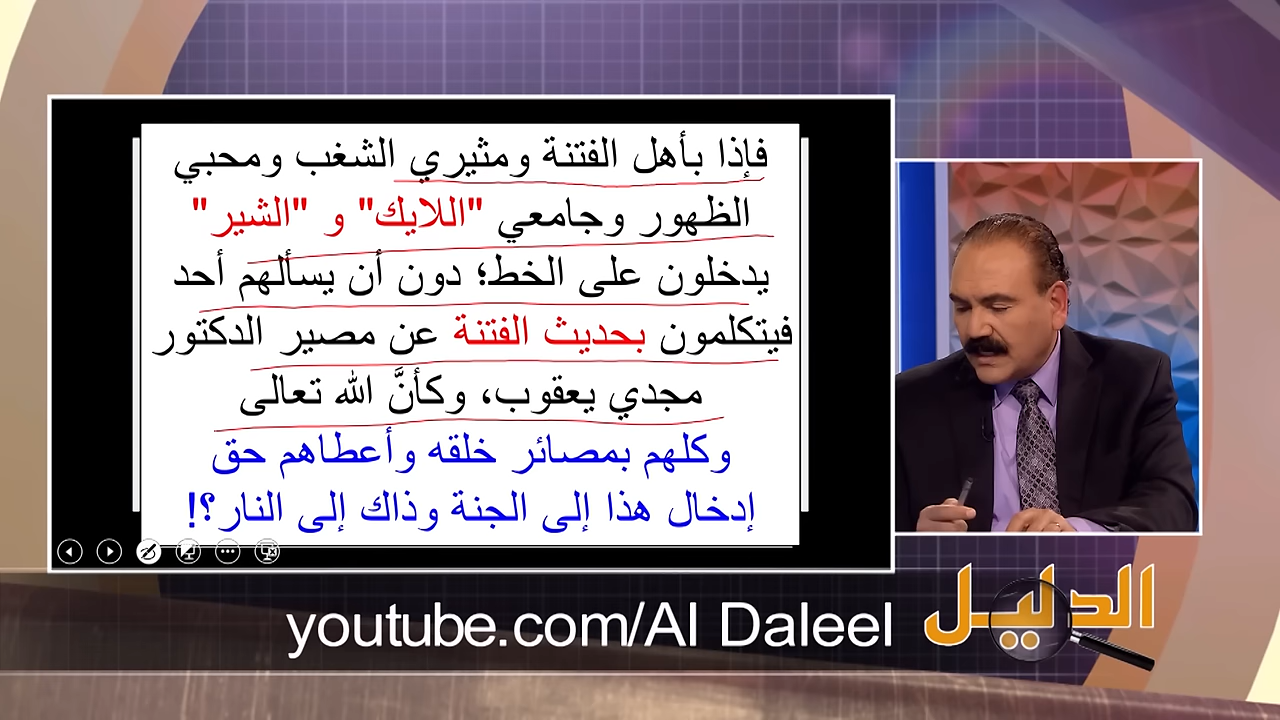 فإذا بأهل الفتنة ومثيري الشغب ومحبي
الظهور وجامعي "اللايك" و "الشير"
يدخلون على الخط؛ دون أن يسألهم أحد
فيتكلمون بحديث الفتنة عن مصير الدكتور
مجدي يعقوب، وكأنَّ الله تعالى
وكلهم بمصائر خلقه وأعطاهم حق
إدخال هذا إلى الجنة وذاك إلى النار؟!
الدليل
youtube.com/Al Daleel